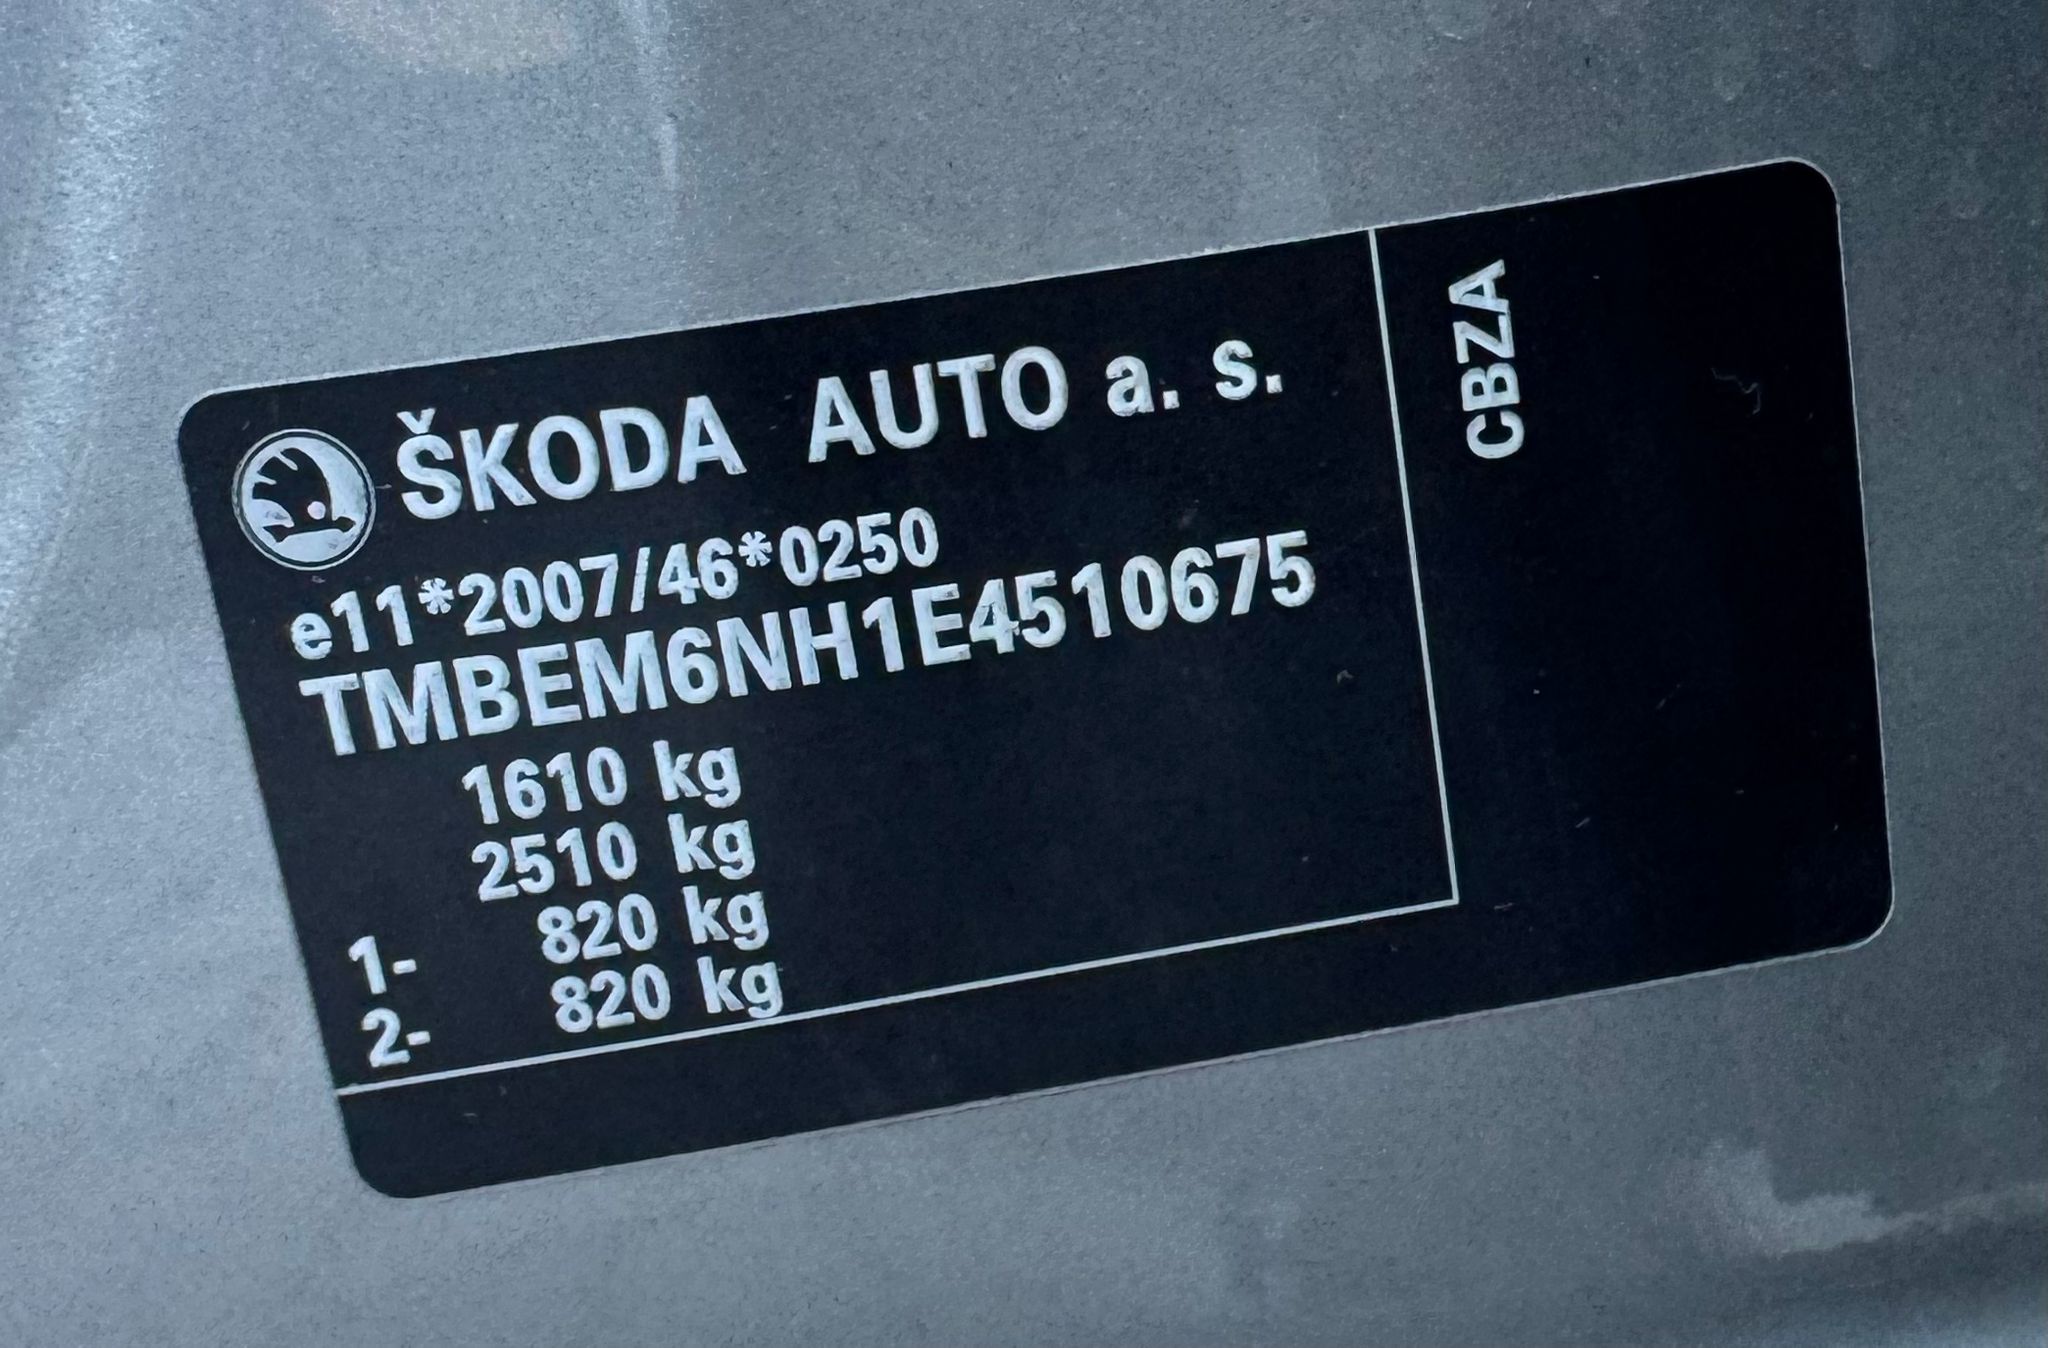 ŠKODA AUTO a. s.
e11*2007/46*0250
TMBEM6NH1E4510675
1610 kg
2510 kg
1- 820 kg
2- 820 kg
CBZA